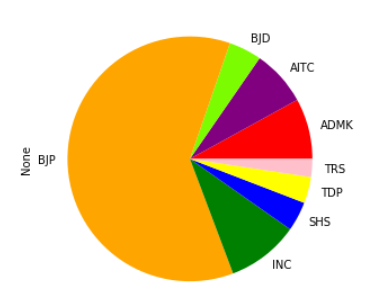 BJD
AITC
ADMK
None
BJP
TRS
TDP
SHS
INC